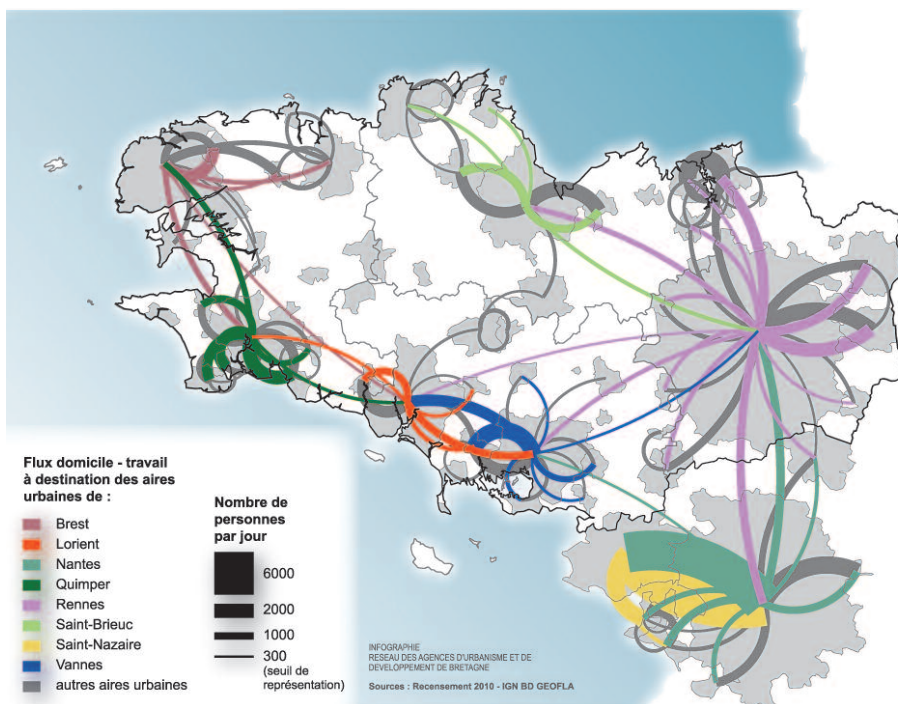 Flux domicile - travail
à destination des aires
urbaines de :
Brest
Lorient
Nantes
Quimper
Rennes
Saint-Brieuc
Saint-Nazaire
Vannes
autres aires urbaines
Nombre de
personnes
par jour
6000
2000
1000
300
(seuil de
représentation)
INFOGRAPHIE
RESEAU DES AGENCES D'URBANISME ET DE
DEVELOPPEMENT DE BRETAGNE
Sources : Recensement 2010 - IGN BD GEOFLA